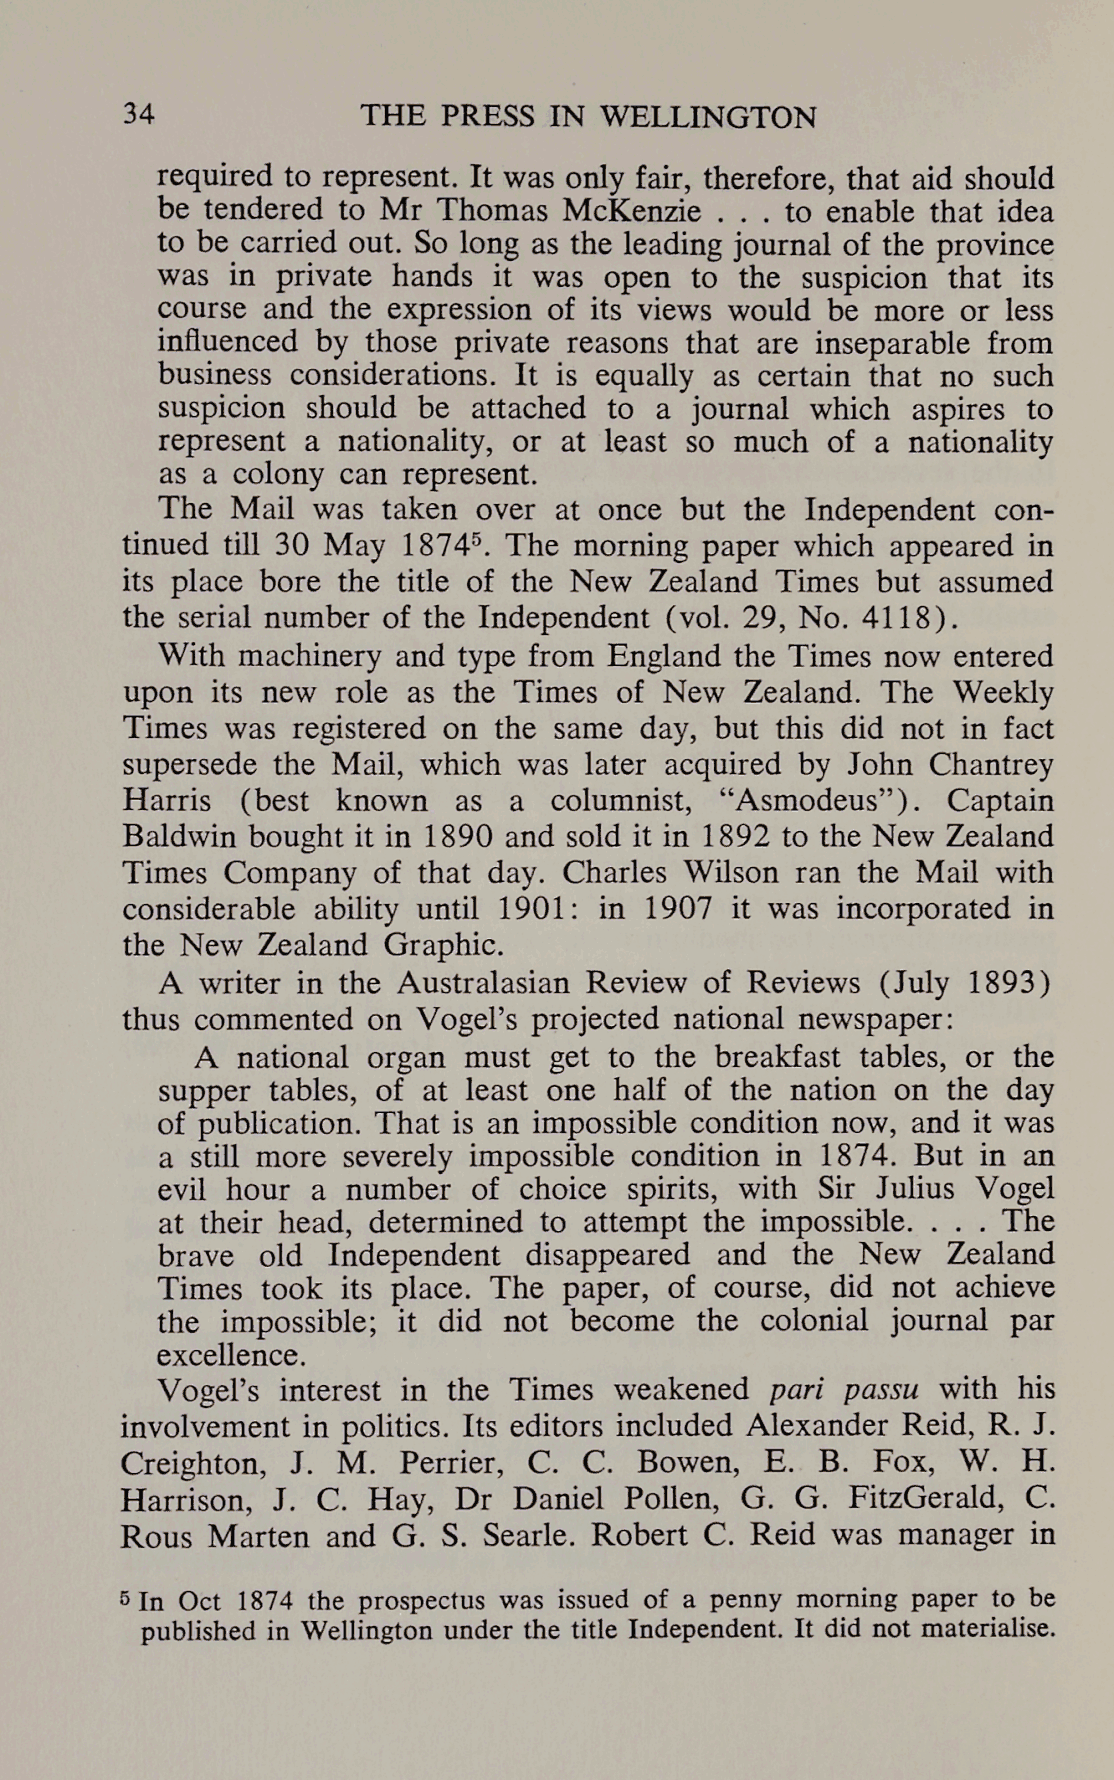 34 THE PRESS IN WELLINGTON
required to represent. It was only fair, therefore, that aid should
be tendered to Mr Thomas McKenzie . . . to enable that idea
to be carried out. So long as the leading journal of the province
was in private hands it was open to the suspicion that its
course and the expression of its views would be more or less
influenced by those private reasons that are inseparable from
business considerations. It is equally as certain that no such
suspicion should be attached to a journal which aspires to
represent a nationality, or at least so much of a nationality
as a colony can represent.
The Mail was taken over at once but the Independent con-
tinued till 30 May 1874⁵. The morning paper which appeared in
its place bore the title of the New Zealand Times but assumed
the serial number of the Independent (vol. 29, No. 4118).
With machinery and type from England the Times now entered
upon its new role as the Times of New Zealand. The Weekly
Times was registered on the same day, but this did not in fact
supersede the Mail, which was later acquired by John Chantrey
Harris (best known as a columnist, “Asmodeus”). Captain
Baldwin bought it in 1890 and sold it in 1892 to the New Zealand
Times Company of that day. Charles Wilson ran the Mail with
considerable ability until 1901: in 1907 it was incorporated in
the New Zealand Graphic.
A writer in the Australasian Review of Reviews (July 1893)
thus commented on Vogel’s projected national newspaper:
A national organ must get to the breakfast tables, or the
supper tables, of at least one half of the nation on the day
of publication. That is an impossible condition now, and it was
a still more severely impossible condition in 1874. But in an
evil hour a number of choice spirits, with Sir Julius Vogel
at their head, determined to attempt the impossible. . . . The
brave old Independent disappeared and the New Zealand
Times took its place. The paper, of course, did not achieve
the impossible; it did not become the colonial journal par
excellence.
Vogel’s interest in the Times weakened pari passu with his
involvement in politics. Its editors included Alexander Reid, R. J.
Creighton, J. M. Perrier, C. C. Bowen, E. B. Fox, W. H.
Harrison, J. C. Hay, Dr Daniel Pollen, G. G. FitzGerald, C.
Rous Marten and G. S. Searle. Robert C. Reid was manager in
⁵ In Oct 1874 the prospectus was issued of a penny morning paper to be
published in Wellington under the title Independent. It did not materialise.